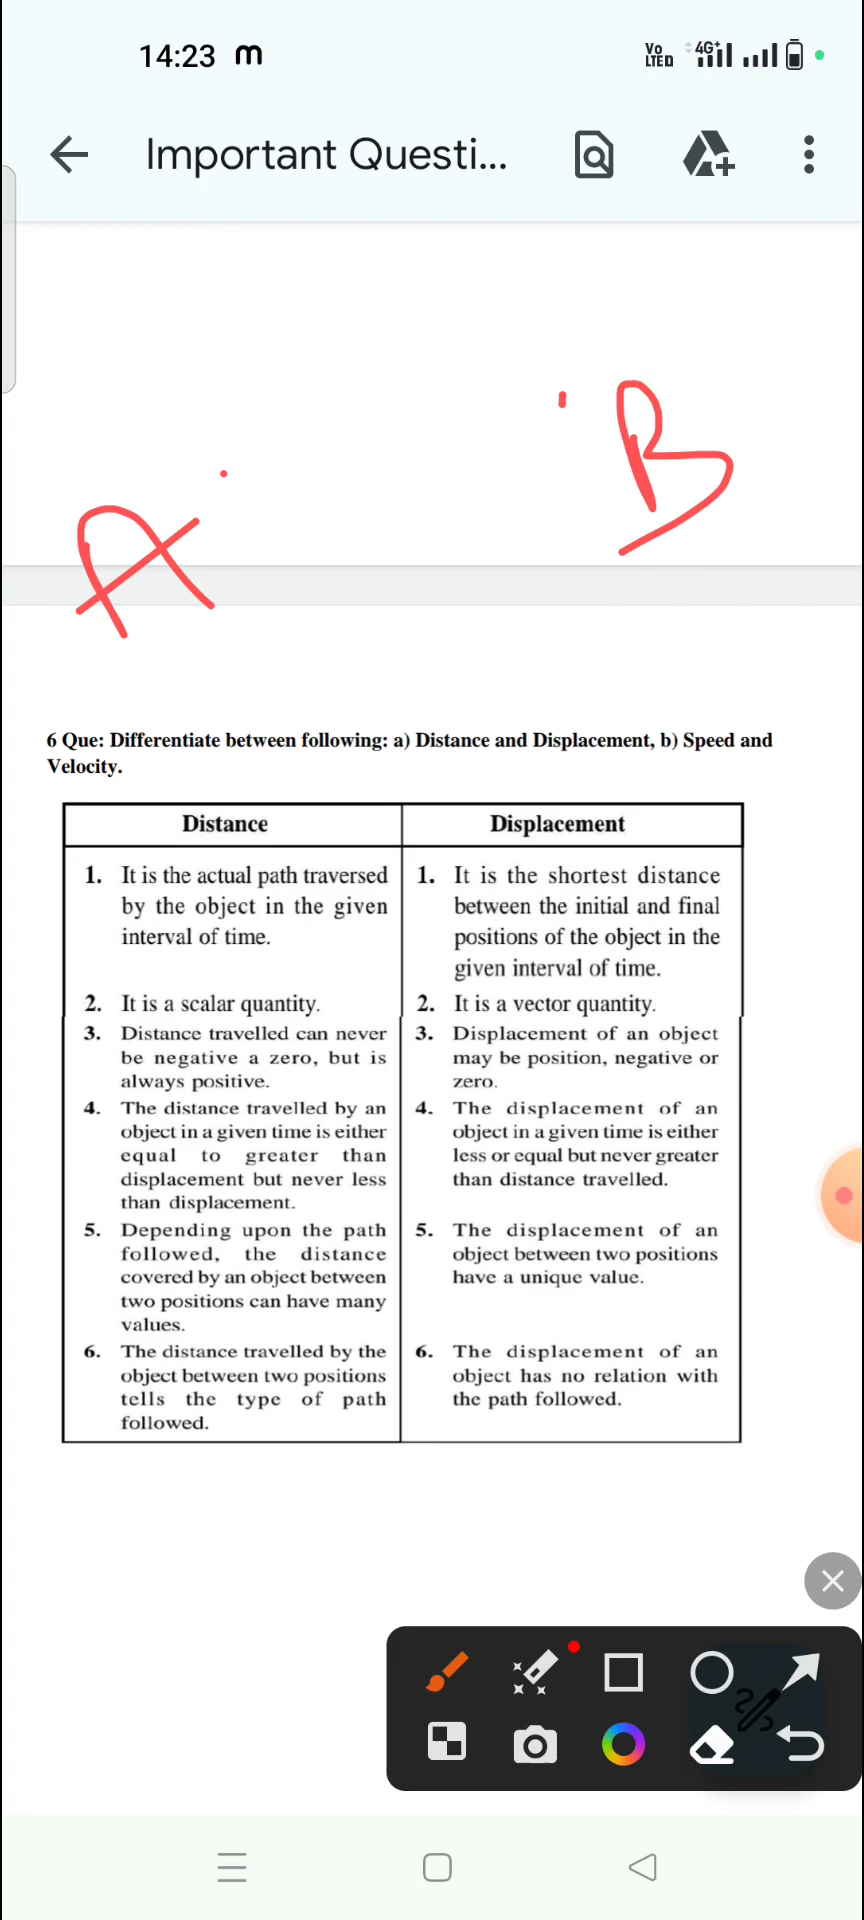 14:23 m
Vo LTED 4G+
Important Questi...
B
A
6 Que: Differentiate between following: a) Distance and Displacement, b) Speed and
Velocity.
Distance
1. It is the actual path traversed
by the object in the given
interval of time.
2. It is a scalar quantity.
3. Distance travelled can never
be negative a zero, but is
always positive.
4. The distance travelled by an
object in a given time is either
equal to greater than
displacement but never less
than displacement.
5. Depending upon the path
followed, the distance
covered by an object between
two positions can have many
values.
6. The distance travelled by the
object between two positions
tells the type of path
followed.
Displacement
1. It is the shortest distance
between the initial and final
positions of the object in the
given interval of time.
2. It is a vector quantity.
3. Displacement of an object
may be position, negative or
zero.
4. The displacement of an
object in a given time is either
less or equal but never greater
than distance travelled.
5. The displacement of an
object between two positions
have a unique value.
6. The displacement of an
object has no relation with
the path followed.